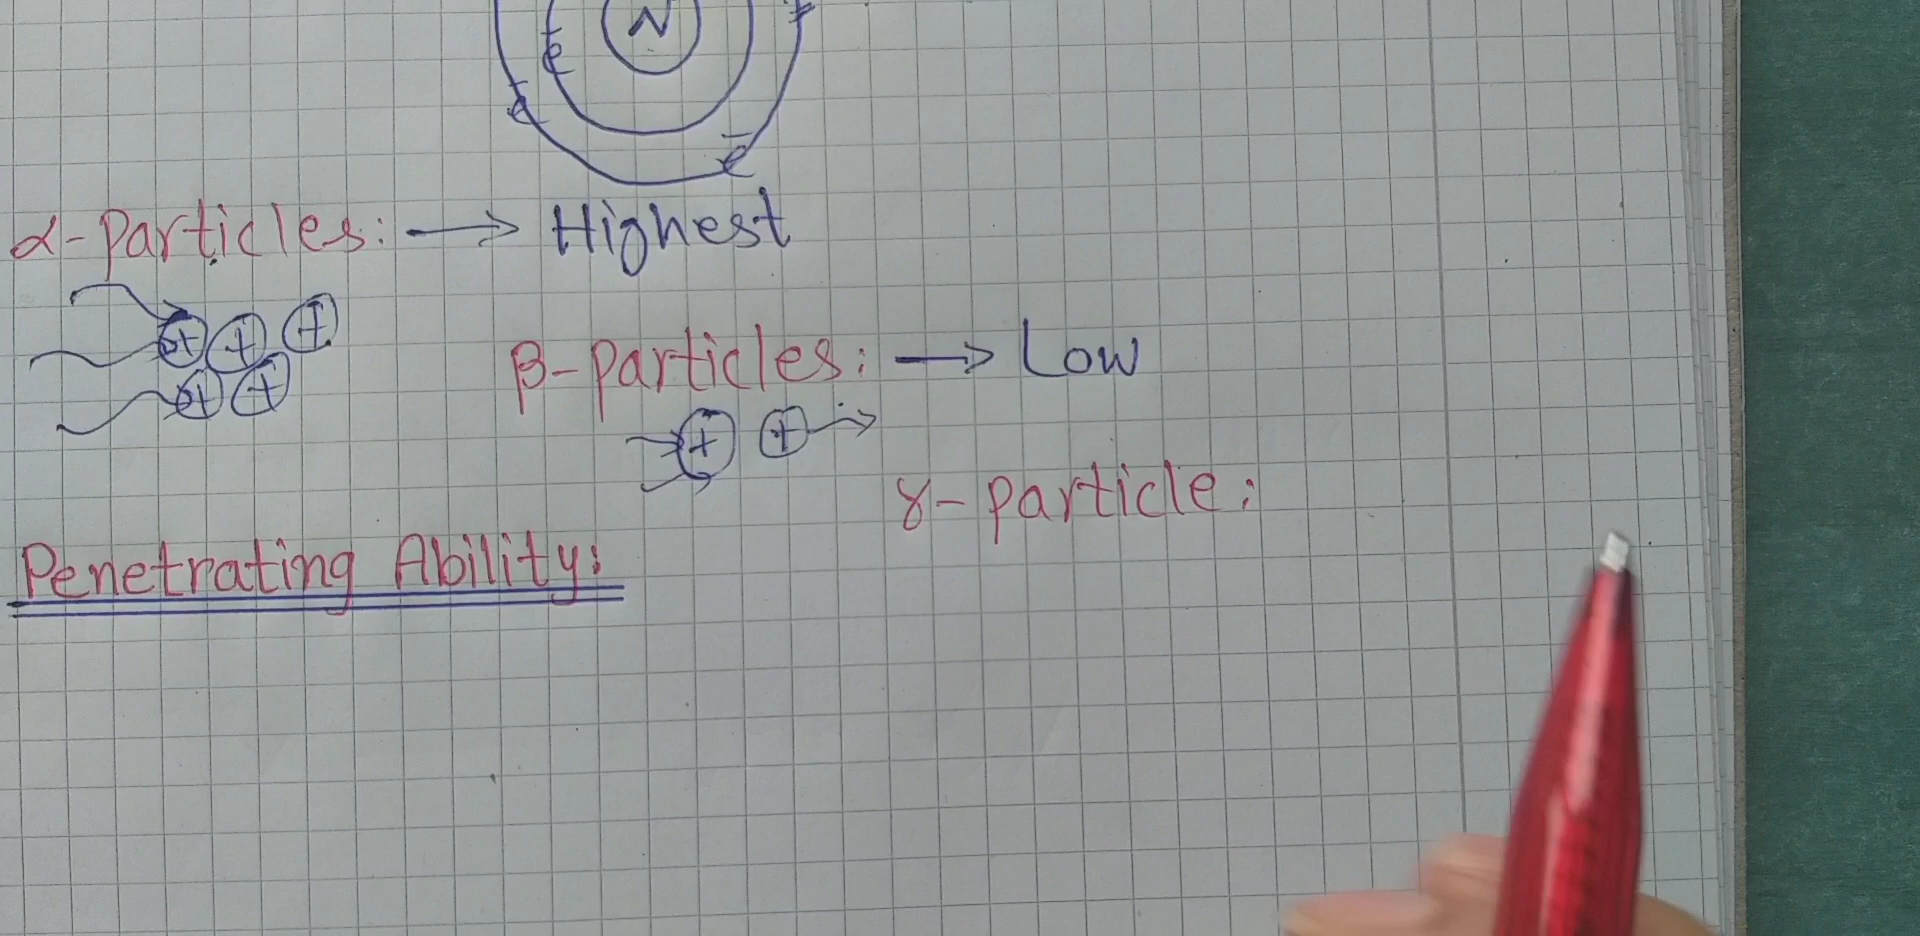 N
e
e
e
α-Particles: → Highest
+ + +
+ +
β-Particles: → Low
+ +
γ-particle:
Penetrating Ability: